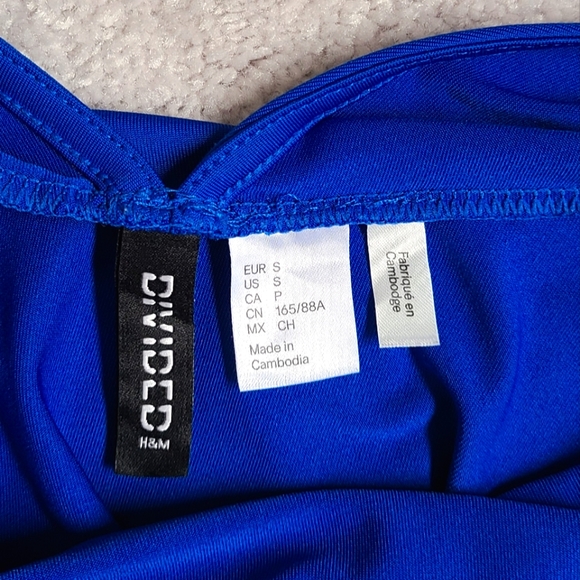 DIVIDED
H&M
EUR S
US S
CA P
CN 165/88A
MX CH
Made in
Cambodia
Fabriqué en
Cambodge